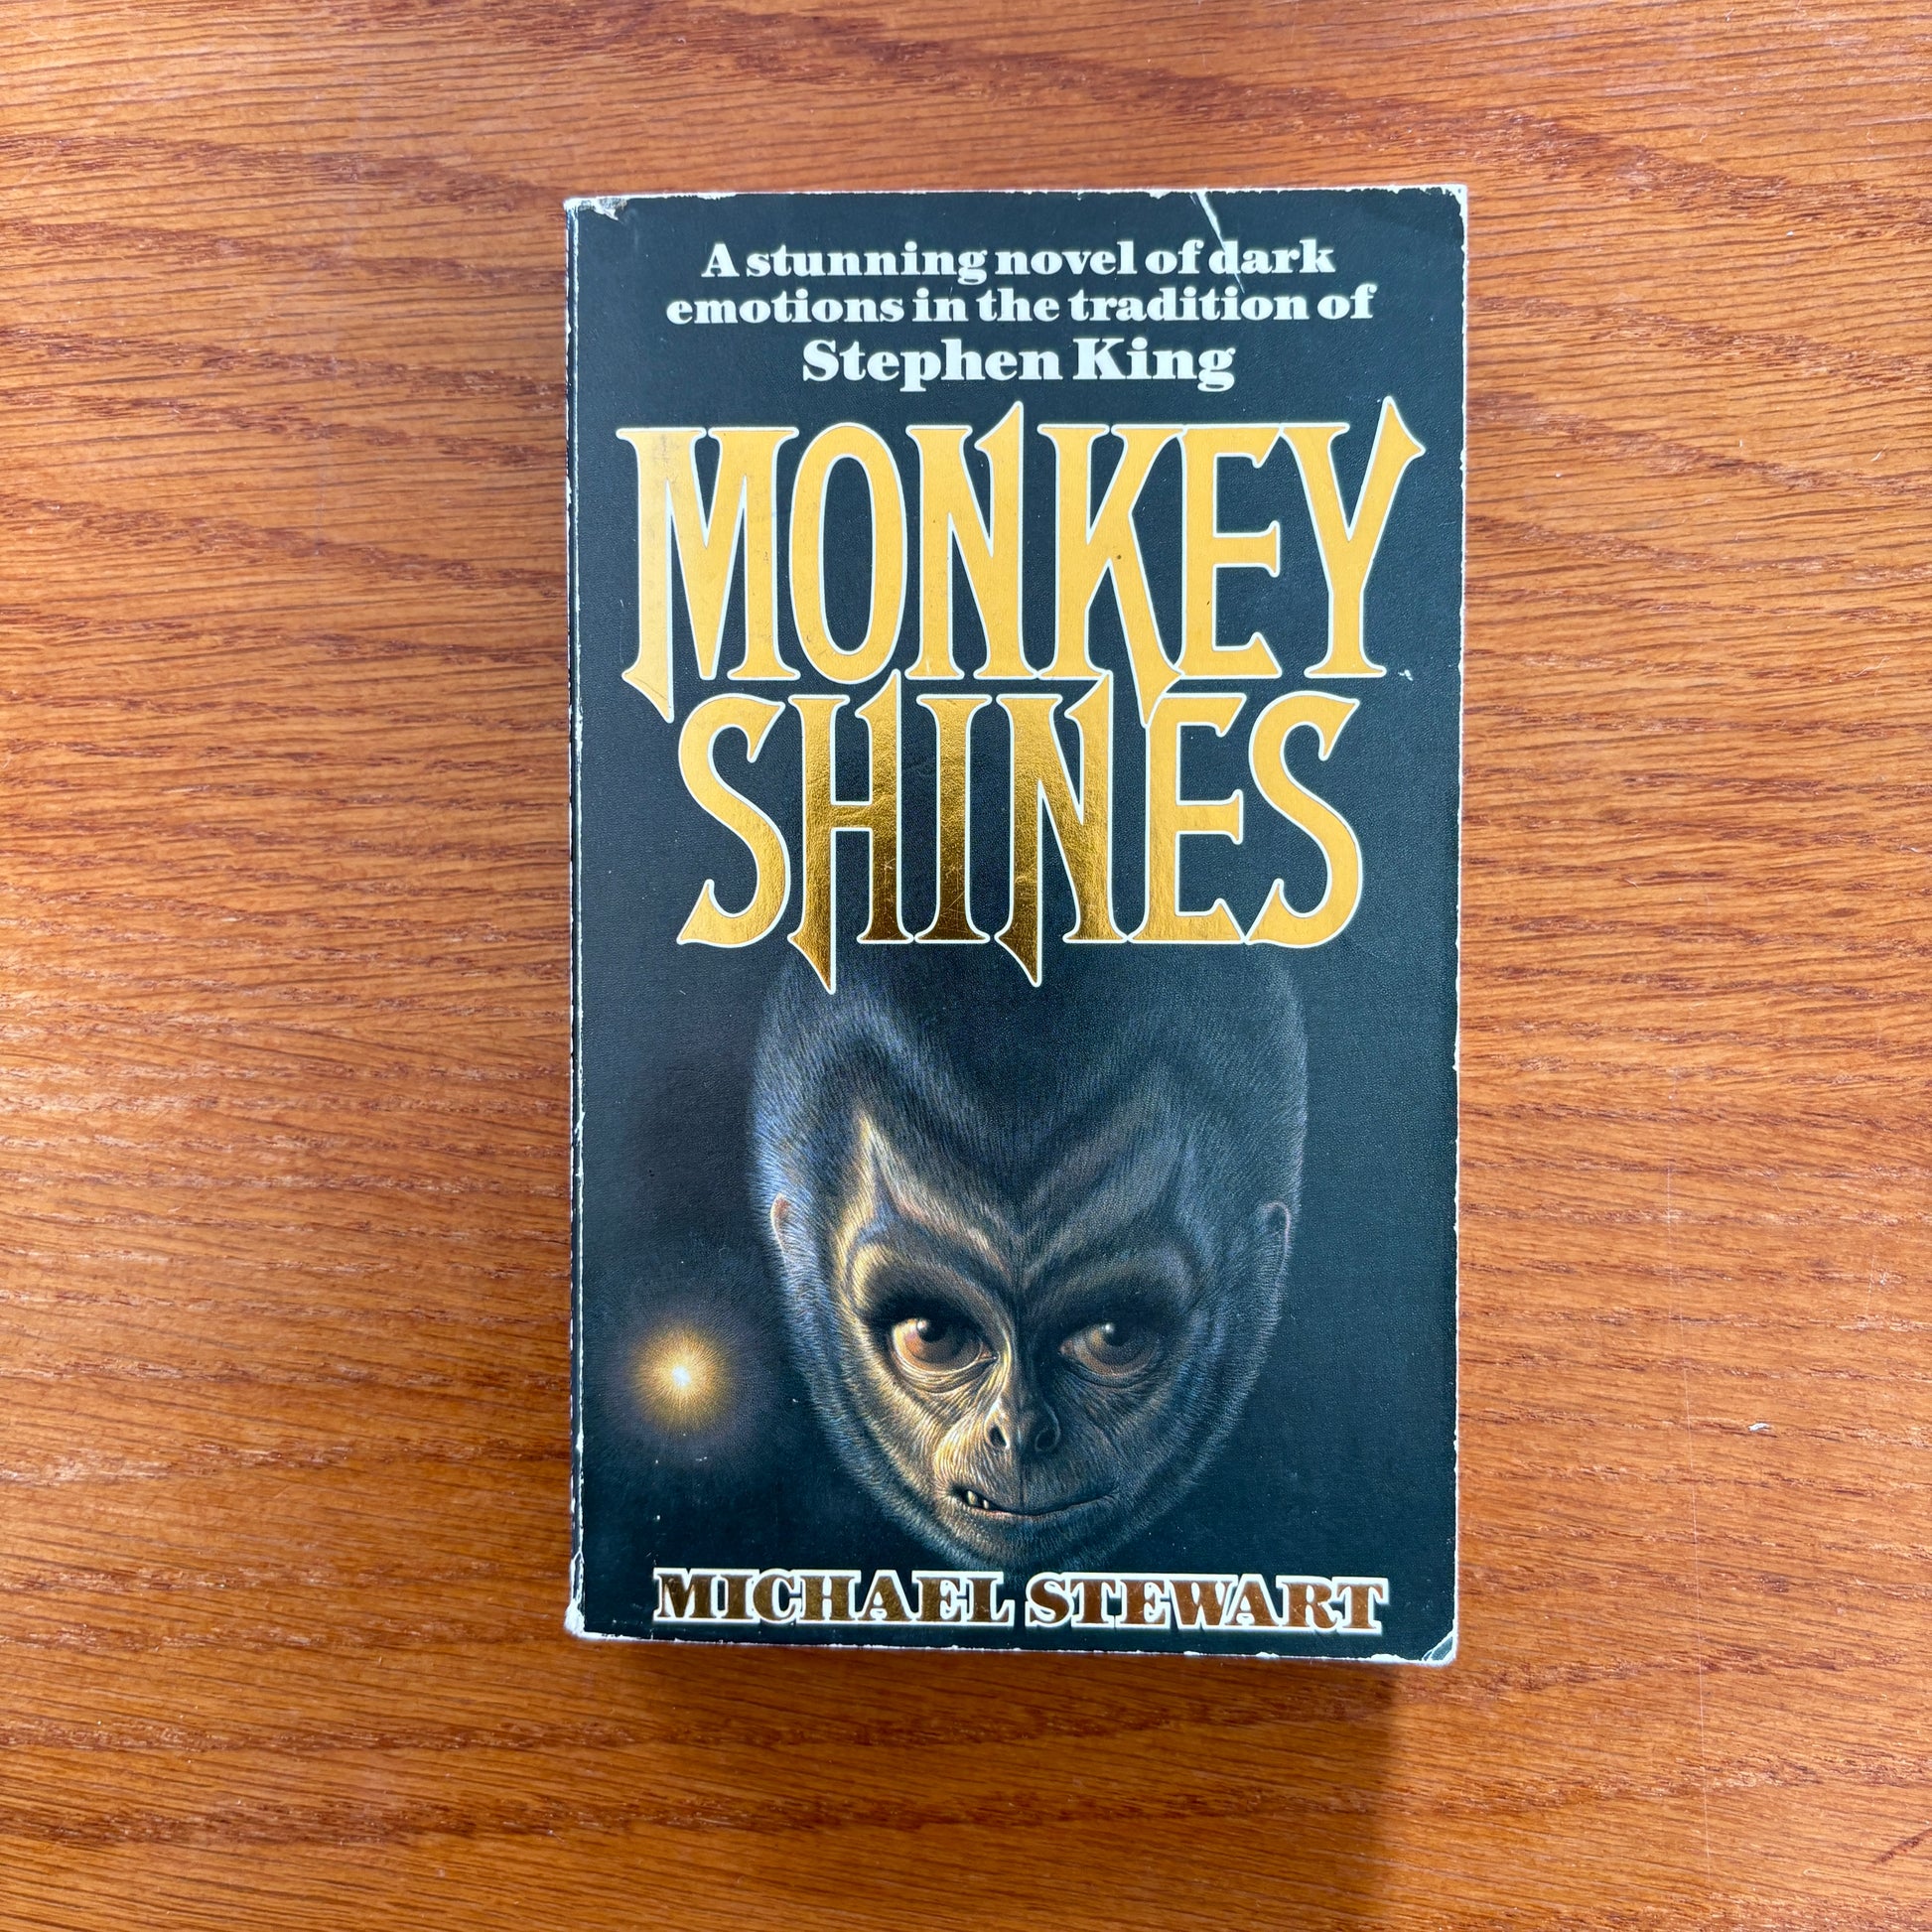 A stunning novel of dark
emotions in the tradition of
Stephen King
MONKEY
SHINES
MICHAEL STEWART